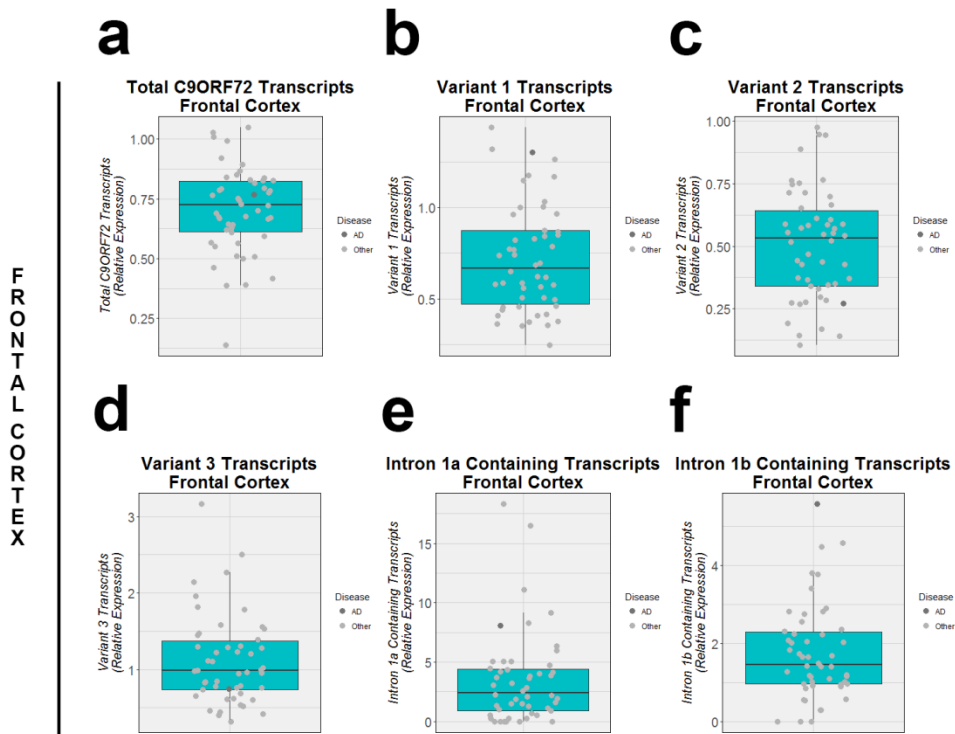 a
b
c
Total C9ORF72 Transcripts
Frontal Cortex
Variant 1 Transcripts
Frontal Cortex
Variant 2 Transcripts
Frontal Cortex
Total C9ORF72 Transcripts
(Relative Expression)
1.00
0.75
0.50
0.25
Disease
AD
Other
Variant 1 Transcripts
(Relative Expression)
1.0
0.5
Disease
AD
Other
Variant 2 Transcripts
(Relative Expression)
1.00
0.75
0.50
0.25
Disease
AD
Other
FRONTAL CORTEX
d
e
f
Variant 3 Transcripts
Frontal Cortex
Intron 1a Containing Transcripts
Frontal Cortex
Intron 1b Containing Transcripts
Frontal Cortex
Variant 3 Transcripts
(Relative Expression)
3
2
1
Disease
AD
Other
Intron 1a Containing Transcripts
(Relative Expression)
15
10
5
0
Disease
AD
Other
Intron 1b Containing Transcripts
(Relative Expression)
4
2
0
Disease
AD
Other